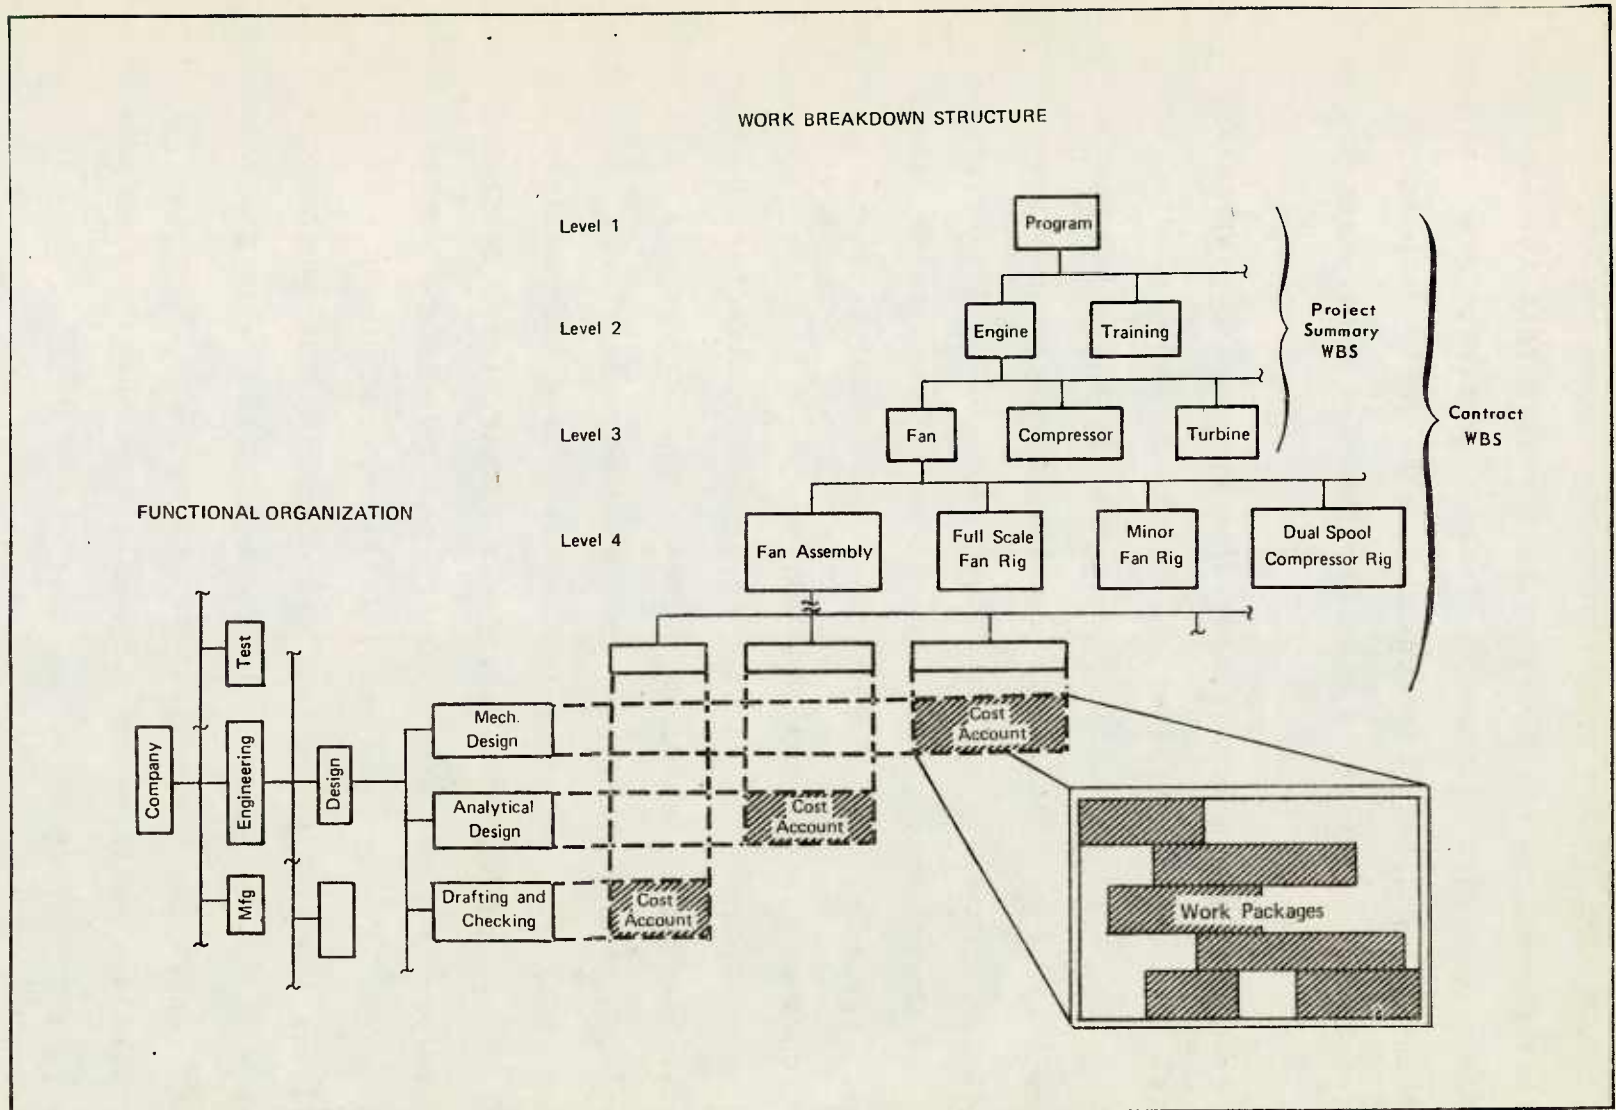 WORK BREAKDOWN STRUCTURE
Level 1
Program
Level 2
Engine
Training
Project
Summary
WBS
Level 3
Fan
Compressor
Turbine
Contract
WBS
FUNCTIONAL ORGANIZATION
Level 4
Fan Assembly
Full Scale
Fan Rig
Minor
Fan Rig
Dual Spool
Compressor Rig
Company
Test
Engineering
Mfg
Design
Mech.
Design
Analytical
Design
Drafting and
Checking
Cost
Account
Cost
Account
Cost
Account
Work Packages